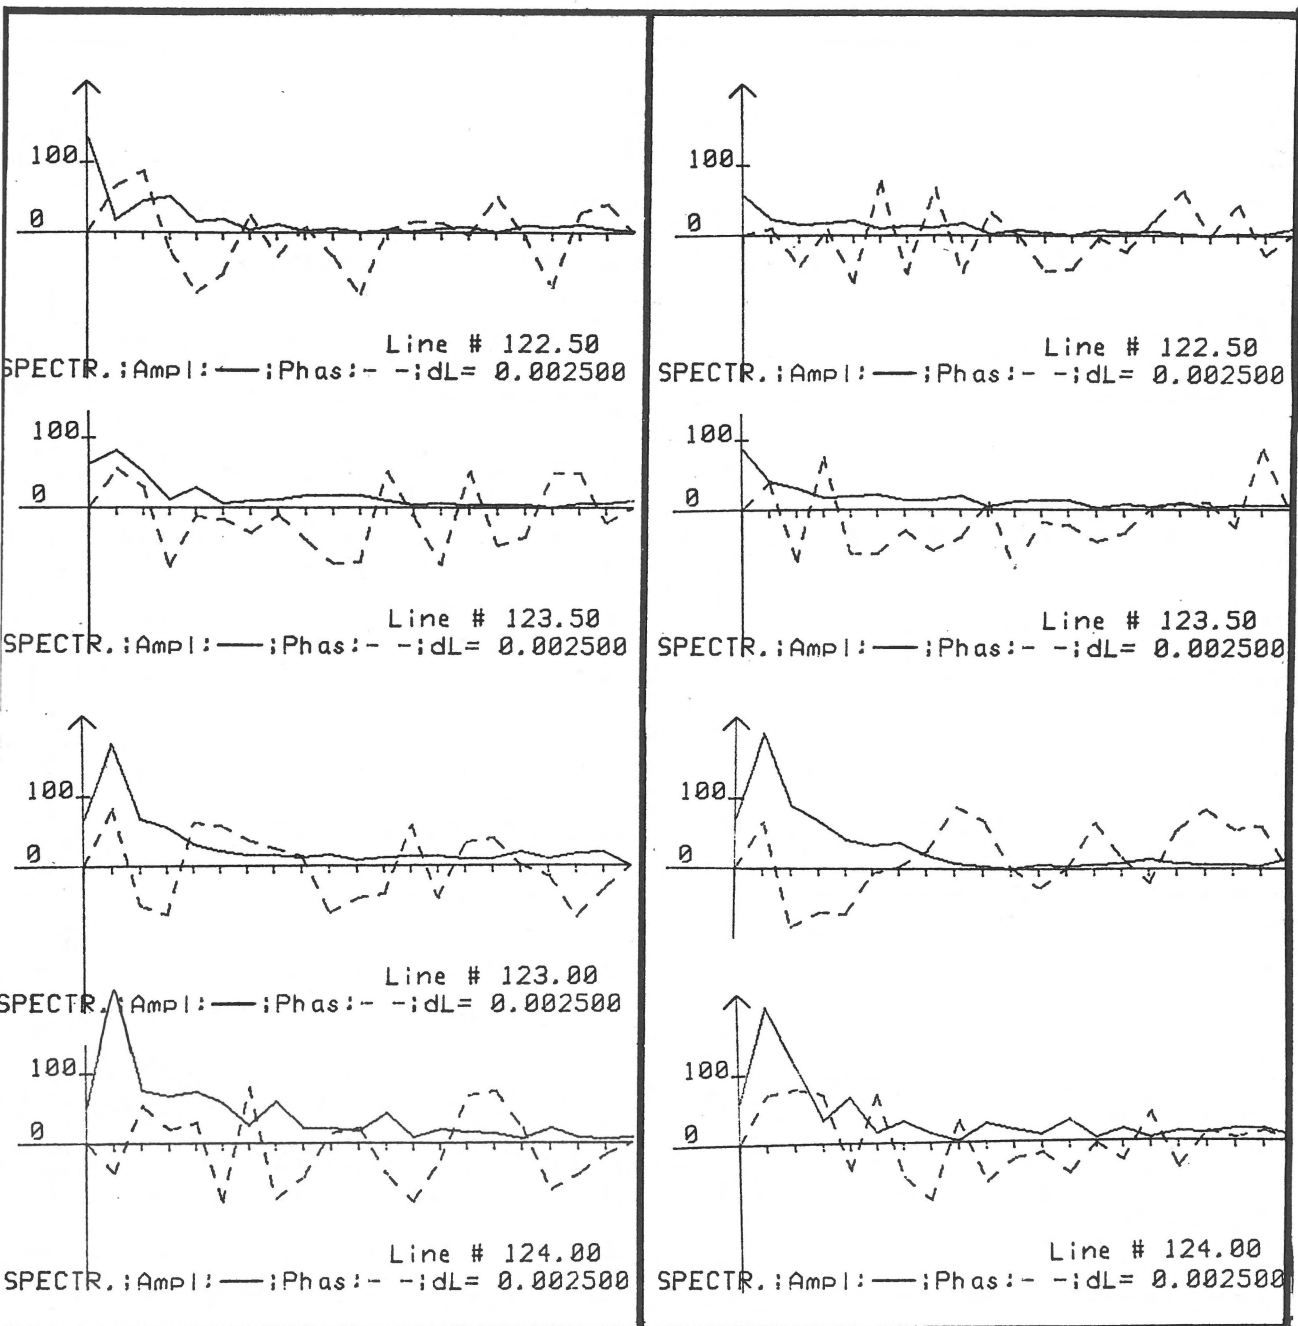 100
0
Line # 122.50
SPECTR.;Ampl:——;Phas:- -;dL= 0.002500
100
0
Line # 123.50
SPECTR.;Ampl:——;Phas:- -;dL= 0.002500
100
0
Line # 123.00
SPECTR.;Ampl:——;Phas:- -;dL= 0.002500
100
0
Line # 124.00
SPECTR.;Ampl:——;Phas:- -;dL= 0.002500
100
0
Line # 122.50
SPECTR.;Ampl:——;Phas:- -;dL= 0.002500
100
0
Line # 123.50
SPECTR.;Ampl:——;Phas:- -;dL= 0.002500
100
0
100
0
Line # 124.00
SPECTR.;Ampl:——;Phas:- -;dL= 0.002500